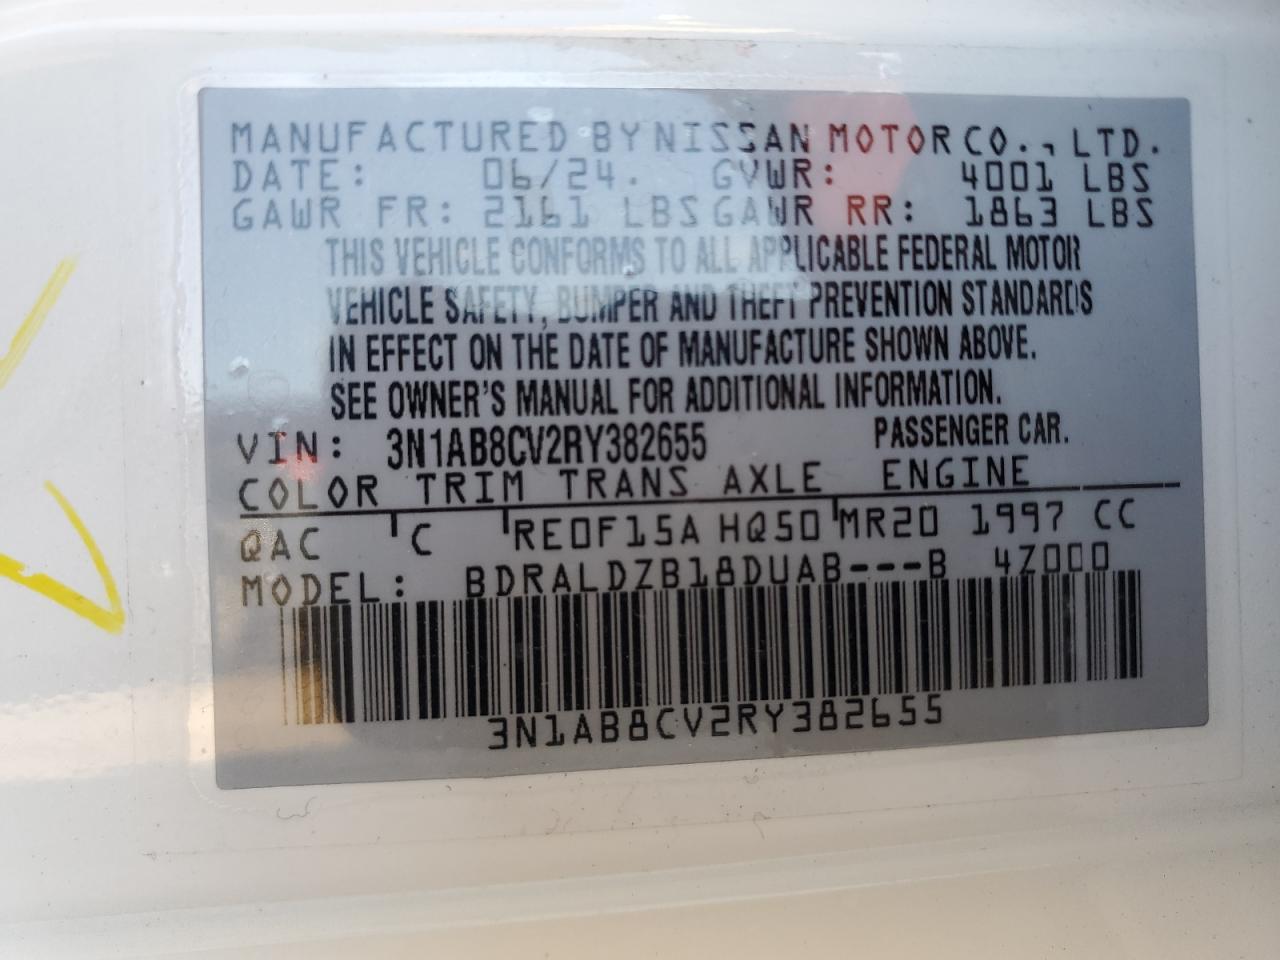 MANUFACTURED BY NISSAN MOTOR CO., LTD.
DATE: 06/24. GVWR: 4001 LBS
GAWR FR: 2161 LBS GAWR RR: 1863 LBS
THIS VEHICLE CONFORMS TO ALL APPLICABLE FEDERAL MOTOR
VEHICLE SAFETY, BUMPER AND THEFT PREVENTION STANDARDS
IN EFFECT ON THE DATE OF MANUFACTURE SHOWN ABOVE.
SEE OWNER'S MANUAL FOR ADDITIONAL INFORMATION.
VIN: 3N1AB8CV2RY382655 PASSENGER CAR.
COLOR TRIM TRANS AXLE ENGINE
QAC C RE0F15A HQ50 MR20 1997 CC
MODEL: BDRALDZB18DUAB---B 4Z000
3N1AB8CV2RY382655